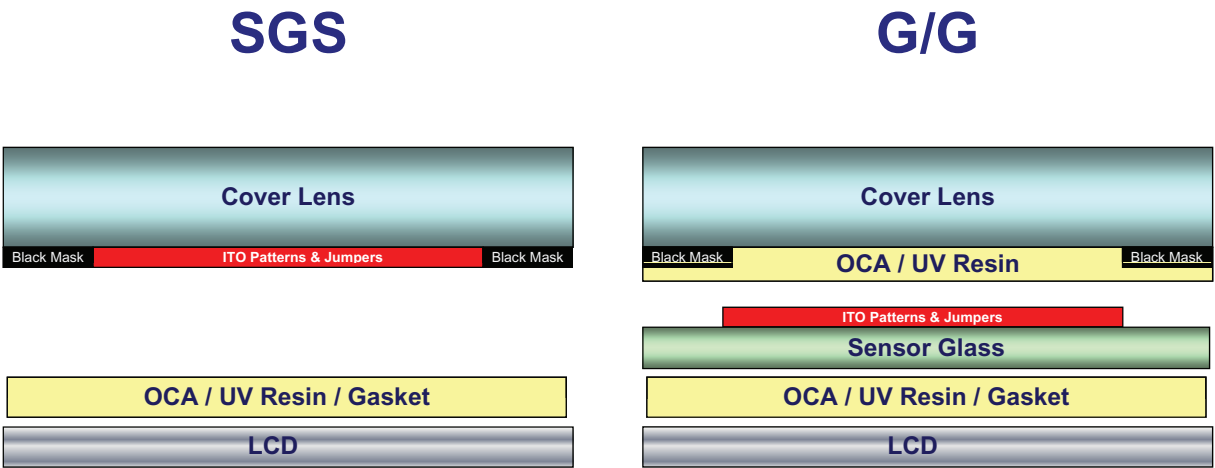 SGS
G/G
Cover Lens
Cover Lens
Black Mask
ITO Patterns & Jumpers
Black Mask
Black Mask
OCA / UV Resin
Black Mask
ITO Patterns & Jumpers
Sensor Glass
OCA / UV Resin / Gasket
OCA / UV Resin / Gasket
LCD
LCD